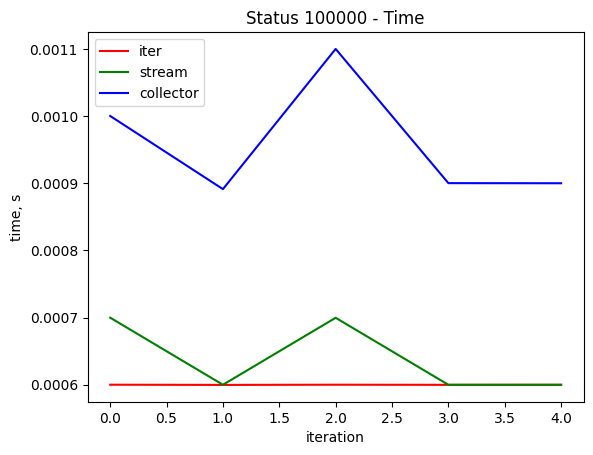 Status 100000 - Time
iter
stream
collector
0.0011
0.0010
0.0009
0.0008
0.0007
0.0006
time, s
0.0 0.5 1.0 1.5 2.0 2.5 3.0 3.5 4.0
iteration